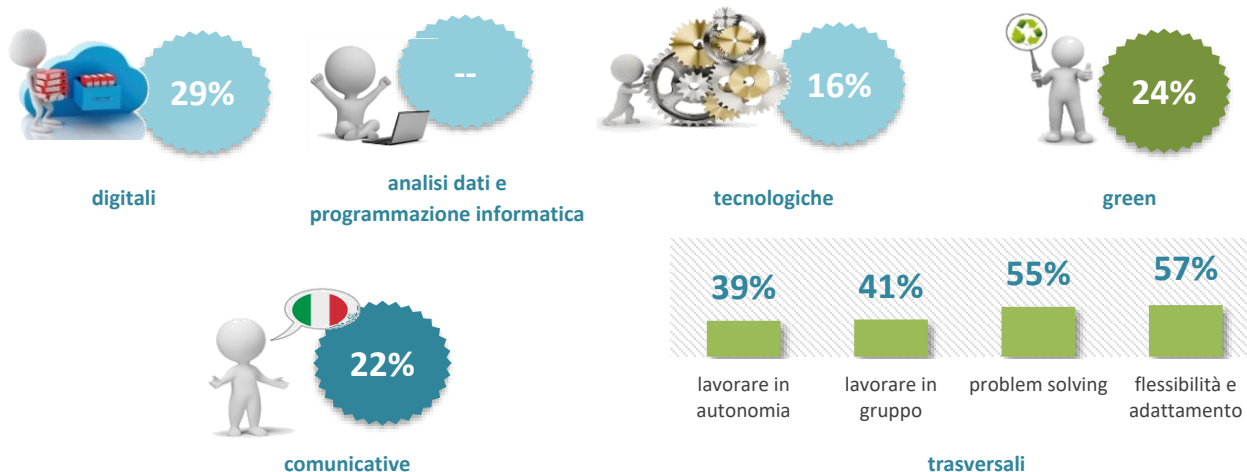 29%
--
16%
24%
digitali
analisi dati e
programmazione informatica
tecnologiche
green
22%
comunicative
39%
41%
55%
57%
lavorare in
autonomia
lavorare in
gruppo
problem solving
flessibilità e
adattamento
trasversali